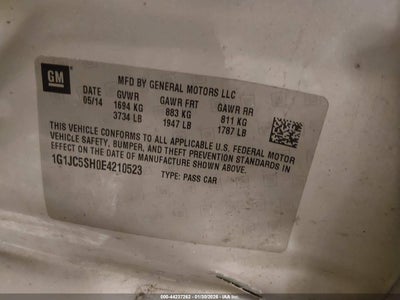 GM
MFD BY GENERAL MOTORS LLC
DATE GVWR GAWR FRT GAWR RR
05/14 1694 KG 883 KG 811 KG
3734 LB 1947 LB 1787 LB
THIS VEHICLE CONFORMS TO ALL APPLICABLE U.S. FEDERAL MOTOR
VEHICLE SAFETY, BUMPER, AND THEFT PREVENTION STANDARDS
IN EFFECT ON THE DATE OF MANUFACTURE SHOWN ABOVE.
1G1JC5SH0E4210523 TYPE: PASS CAR